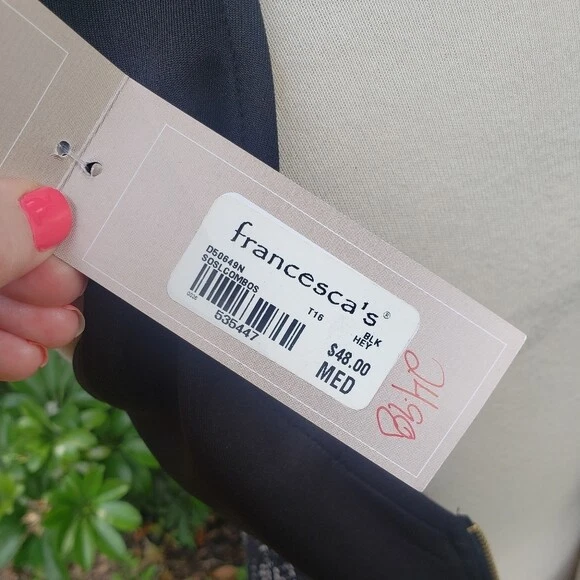 francesca's®
D50649N
SOSLCOMBOS
T16
BLK
HEY
535447
$48.00
MED